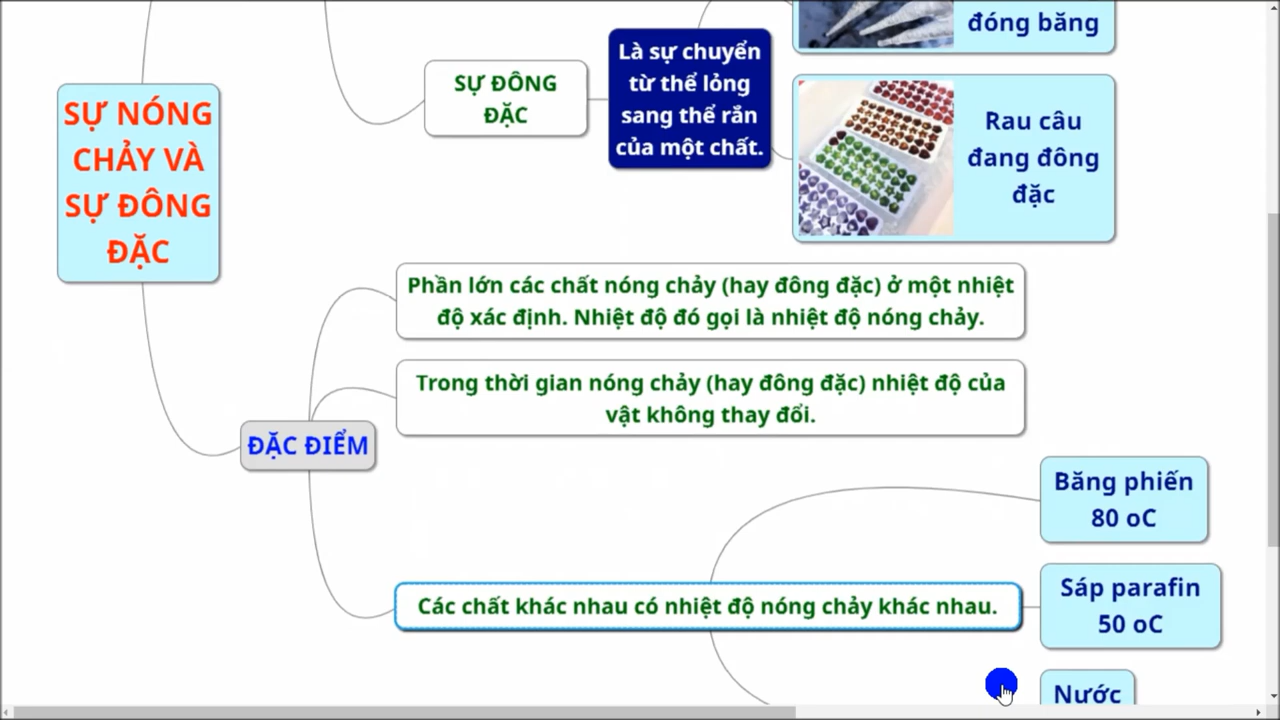 đóng băng
Là sự chuyển
từ thể lỏng
sang thể rắn
của một chất.
SỰ ĐÔNG
ĐẶC
Rau câu
đang đông
đặc
SỰ NÓNG
CHẢY VÀ
SỰ ĐÔNG
ĐẶC
Phần lớn các chất nóng chảy (hay đông đặc) ở một nhiệt
độ xác định. Nhiệt độ đó gọi là nhiệt độ nóng chảy.
Trong thời gian nóng chảy (hay đông đặc) nhiệt độ của
vật không thay đổi.
ĐẶC ĐIỂM
Băng phiến
80 oC
Các chất khác nhau có nhiệt độ nóng chảy khác nhau.
Sáp parafin
50 oC
Nước